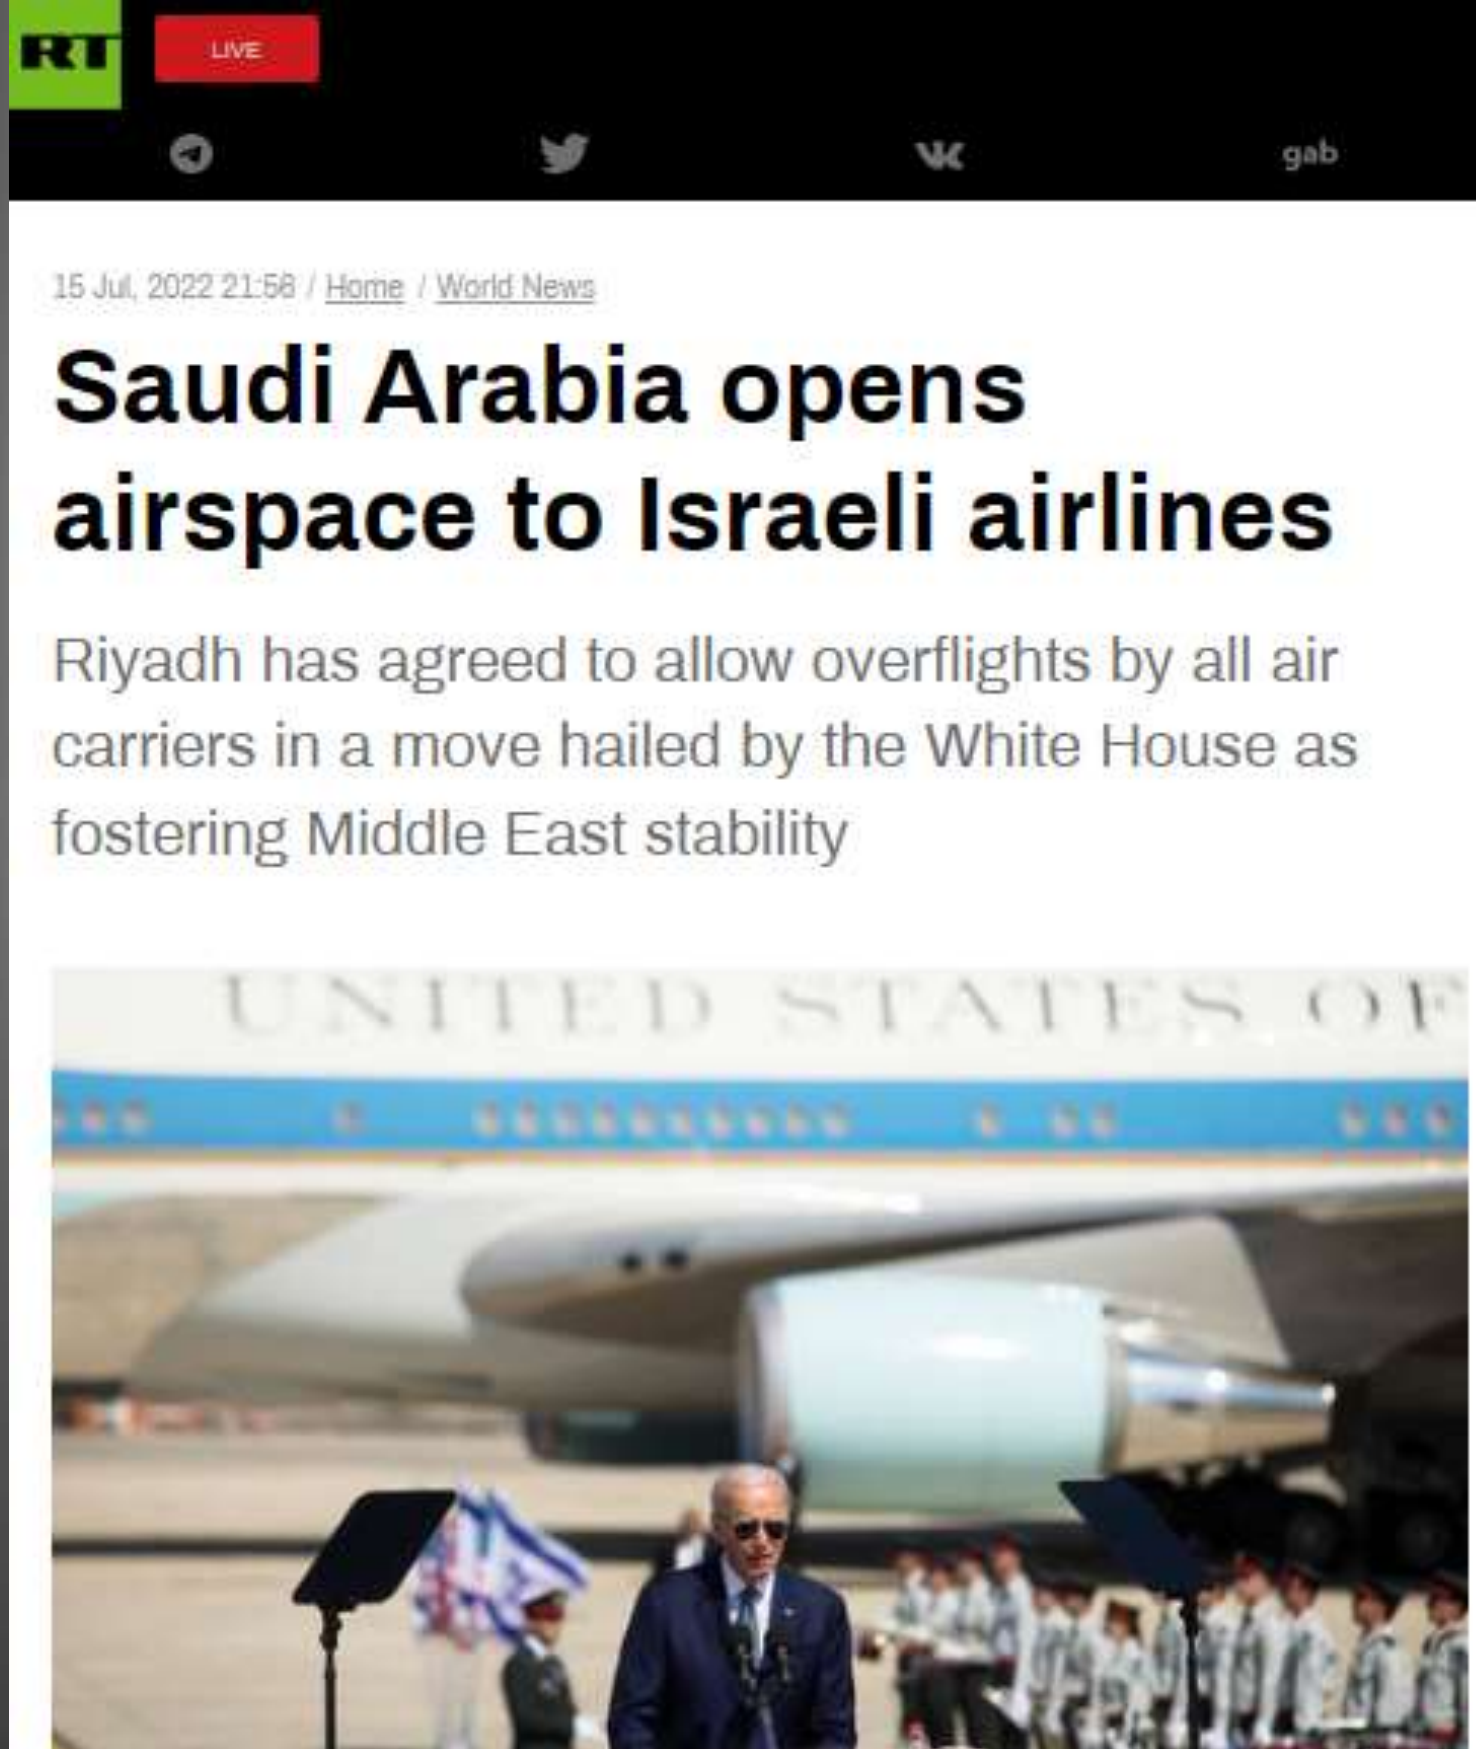 RT
LIVE
gab
15 Jul, 2022 21:56 / Home / World News
Saudi Arabia opens
airspace to Israeli airlines
Riyadh has agreed to allow overflights by all air
carriers in a move hailed by the White House as
fostering Middle East stability
UNITED STATES OF